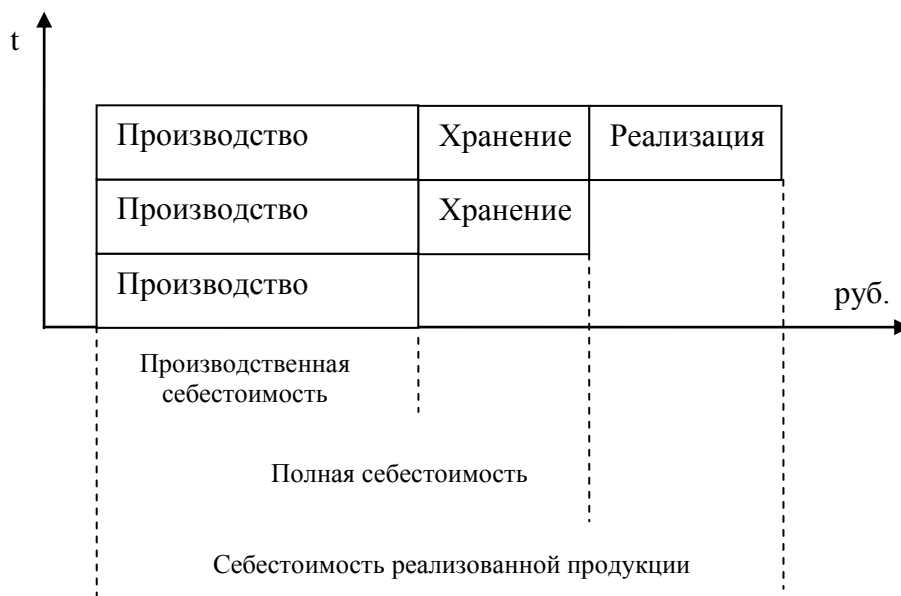 t
Производство Хранение Реализация
Производство Хранение
Производство
руб.
Производственная
себестоимость
Полная себестоимость
Себестоимость реализованной продукции